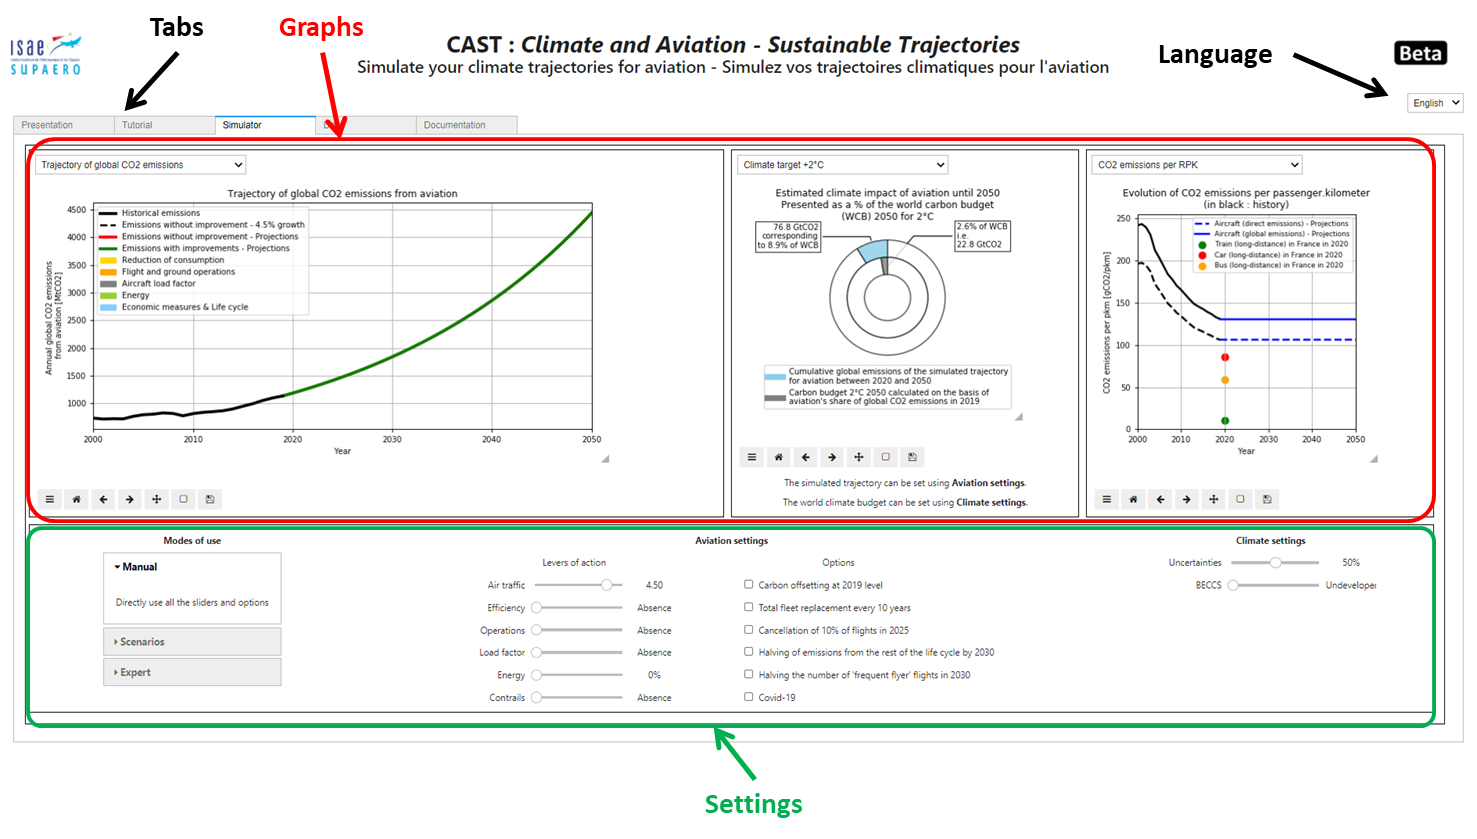 Tabs
Graphs
Language
isae
SUPAERO
CAST : Climate and Aviation - Sustainable Trajectories
Simulate your climate trajectories for aviation - Simulez vos trajectoires climatiques pour l'aviation
Beta
English
Presentation
Tutorial
Simulator
Documentation
Trajectory of global CO2 emissions
Trajectory of global CO2 emissions from aviation
Annual global CO2 emissions
from aviation [MtCO2]
4500
4000
3500
3000
2500
2000
1500
1000
Historical emissions
Emissions without improvement - 4.5% growth
Emissions without improvement - Projections
Emissions with improvements - Projections
Reduction of consumption
Flight and ground operations
Aircraft load factor
Energy
Economic measures & Life cycle
2000 2010 2020 2030 2040 2050
Year
Climate target +2°C
Estimated climate impact of aviation until 2050
Presented as a % of the world carbon budget
(WCB) 2050 for 2°C
76.8 GtCO2
corresponding
to 8.9% of WCB
2.6% of WCB
i.e.
22.8 GtCO2
Cumulative global emissions of the simulated trajectory
for aviation between 2020 and 2050
Carbon budget 2°C 2050 calculated on the basis of
aviation's share of global CO2 emissions in 2019
The simulated trajectory can be set using Aviation settings.
The world climate budget can be set using Climate settings.
CO2 emissions per RPK
Evolution of CO2 emissions per passenger.kilometer
(in black : history)
CO2 emissions per pkm [gCO2/pkm]
250
200
150
100
50
0
Aircraft (direct emissions) - Projections
Aircraft (global emissions) - Projections
Train (long-distance) in France in 2020
Car (long-distance) in France in 2020
Bus (long-distance) in France in 2020
2000 2010 2020 2030 2040 2050
Year
Modes of use
Manual
Directly use all the sliders and options
Scenarios
Expert
Aviation settings
Levers of action
Air traffic 4.50
Efficiency Absence
Operations Absence
Load factor Absence
Energy 0%
Contrails Absence
Options
Carbon offsetting at 2019 level
Total fleet replacement every 10 years
Cancellation of 10% of flights in 2025
Halving of emissions from the rest of the life cycle by 2030
Halving the number of 'frequent flyer' flights in 2030
Covid-19
Climate settings
Uncertainties 50%
BECCS Undevelope
Settings